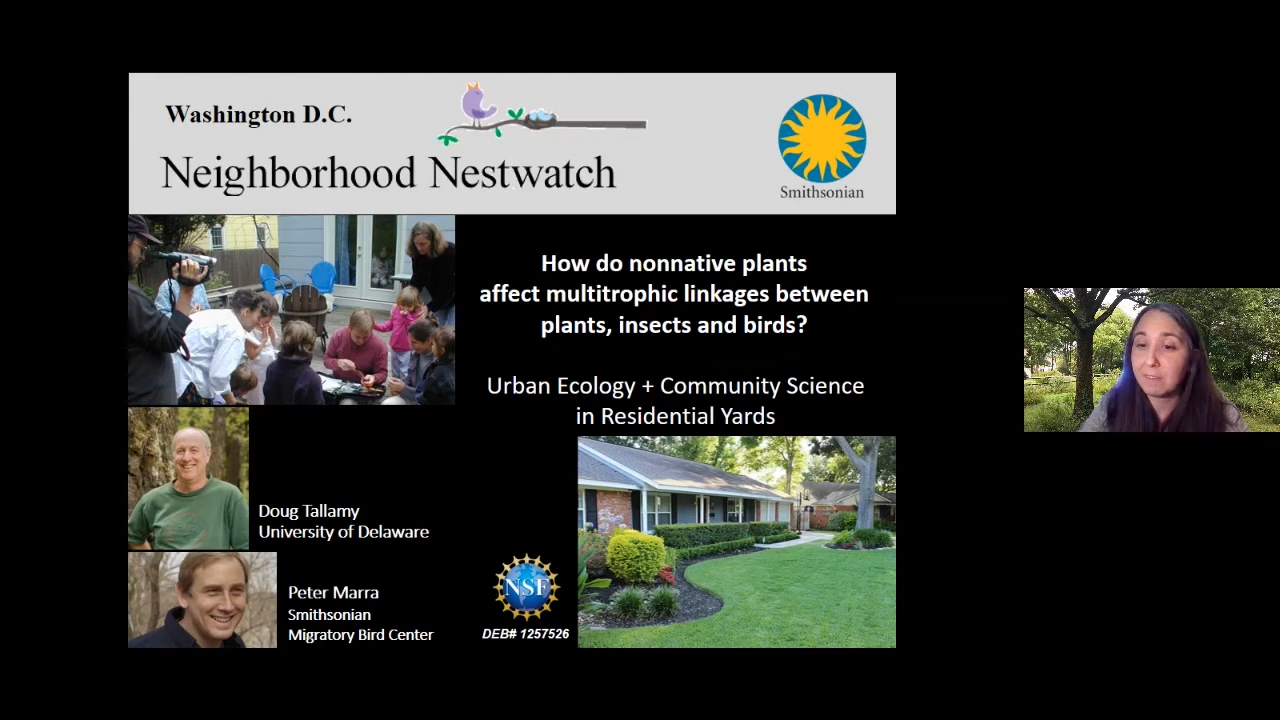 Washington D.C.
Neighborhood Nestwatch
Smithsonian
How do nonnative plants
affect multitrophic linkages between
plants, insects and birds?
Urban Ecology + Community Science
in Residential Yards
Doug Tallamy
University of Delaware
Peter Marra
Smithsonian
Migratory Bird Center
NSF
DEB# 1257526